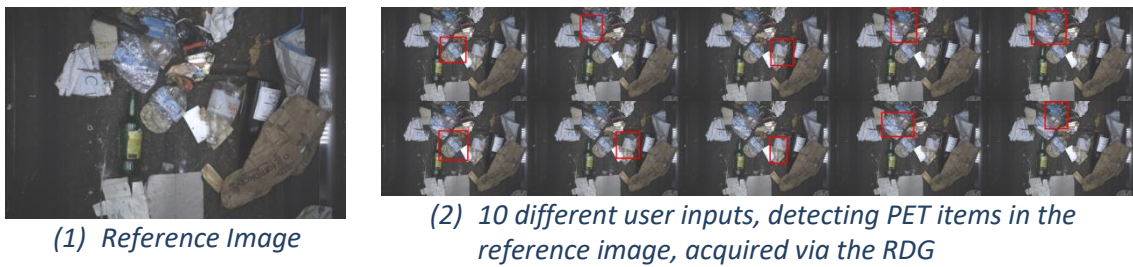 (1) Reference Image
(2) 10 different user inputs, detecting PET items in the
reference image, acquired via the RDG